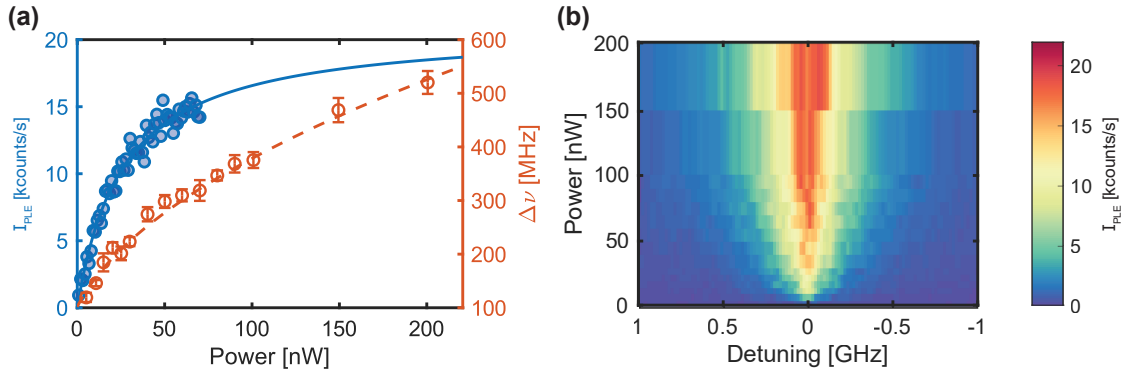 (a)
20
15
10
5
0
I_PLE [kcounts/s]
600
500
400
300
200
100
Δν [MHz]
0 50 100 150 200
Power [nW]
(b)
200
150
100
50
0
Power [nW]
1 0.5 0 -0.5 -1
Detuning [GHz]
20
15
10
5
0
I_PLE [kcounts/s]